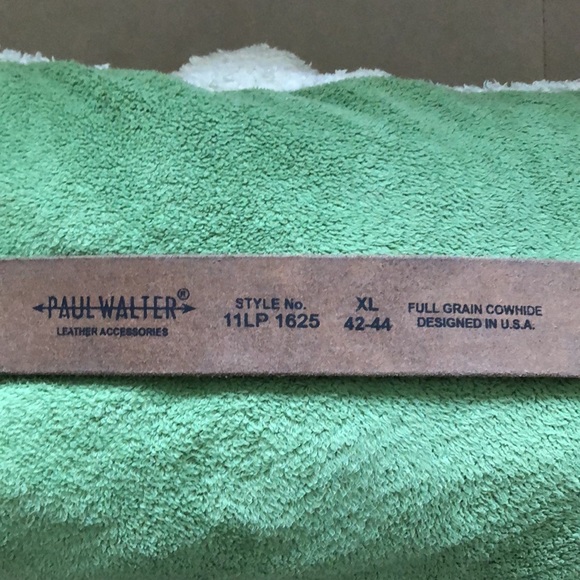 PAUL WALTER®
LEATHER ACCESSORIES
STYLE No.
11LP 1625
XL
42-44
FULL GRAIN COWHIDE
DESIGNED IN U.S.A.